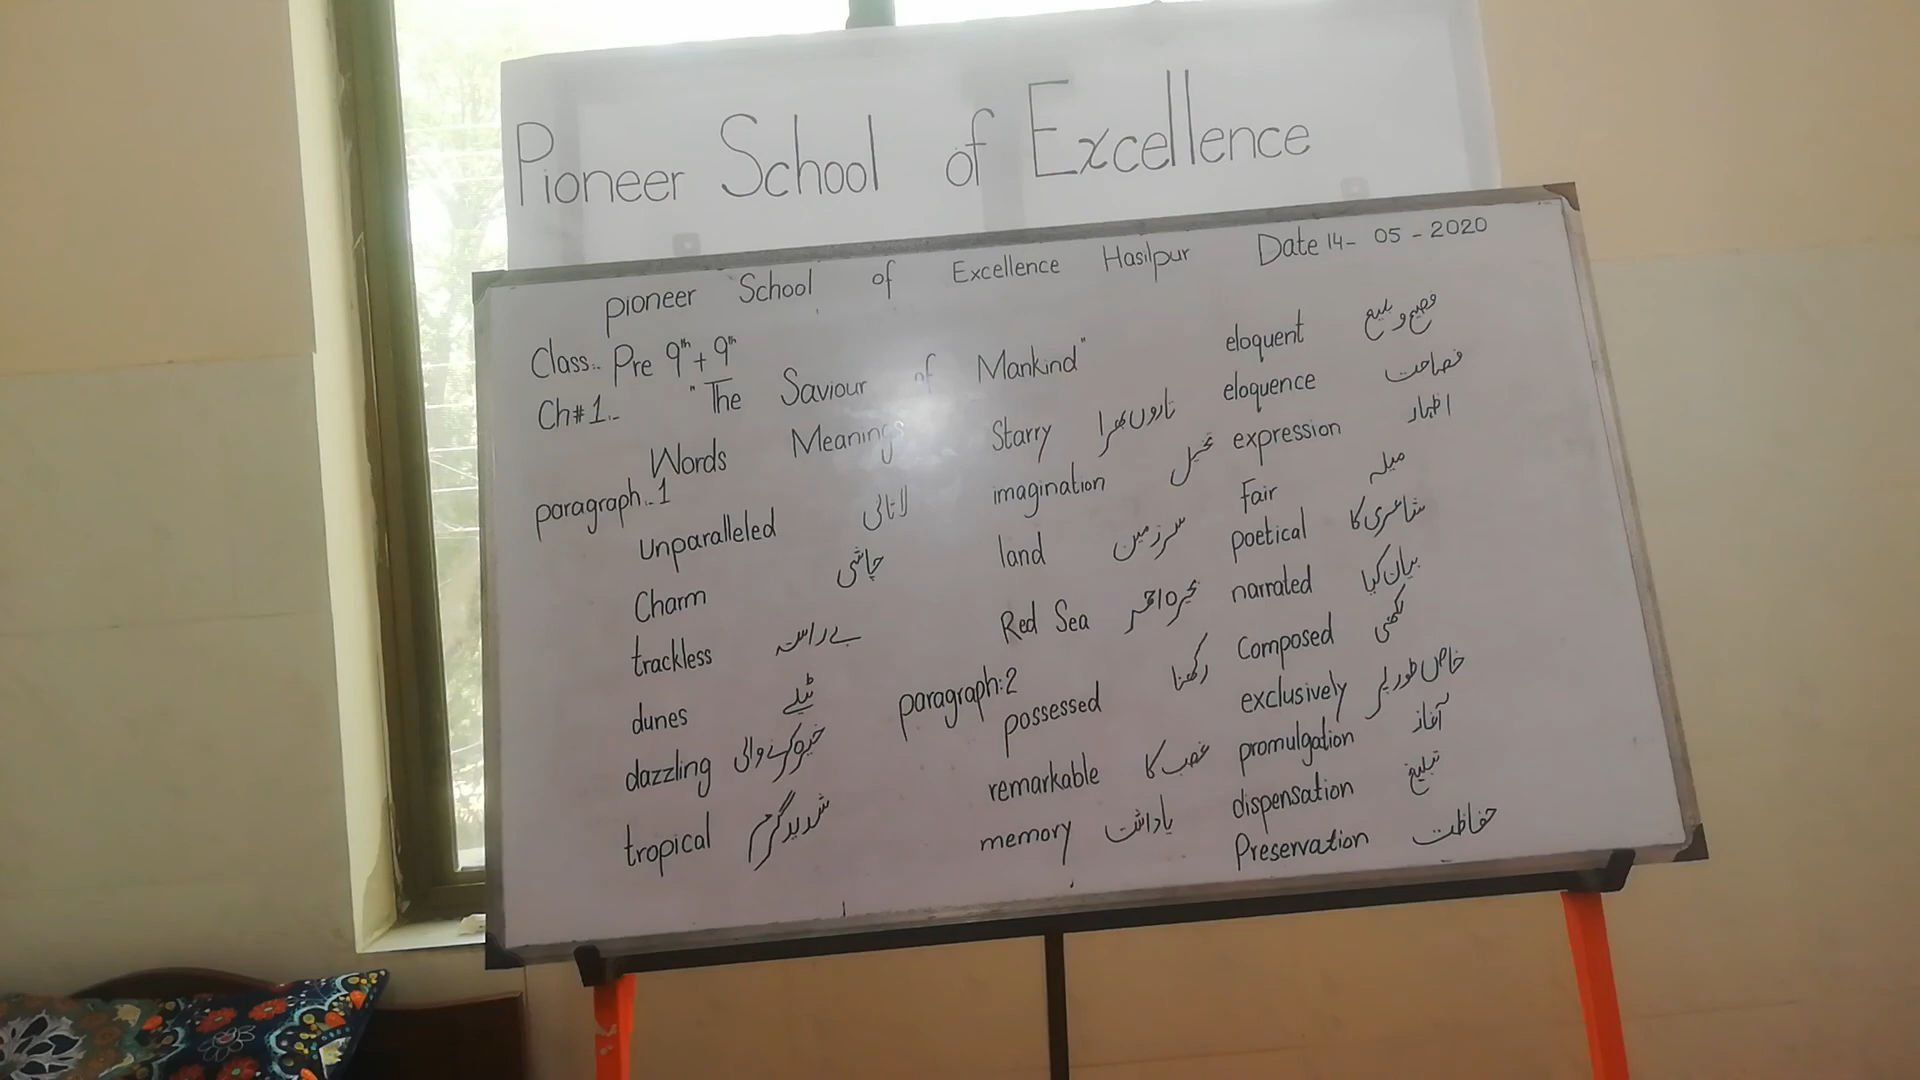 Pioneer School of Excellence
pioneer School of Excellence Hasilpur Date 14- 05 - 2020
Class:. Pre 9th + 9th
Ch# 1.- "The Saviour of Mankind"
Words Meanings
paragraph..1
Unparalleled لاثانی
Charm چاشنی
trackless بے راستہ
dunes ٹیلے
dazzling خیرہ کرنے والی
tropical شدید گرم
Starry تاروں بھرا
imagination تخیل
land سرزمین
Red Sea بحیرہ احمر
paragraph:2
possessed رکھنا
remarkable غضب کا
memory یاداشت
eloquent فصیح و بلیغ
eloquence فصاحت
expression اظہار
Fair میلہ
poetical شاعری کا
narrated بیان کیا
Composed لکھی
exclusively خاص طور پر
promulgation آغاز
dispensation تبلیغ
Preservation حفاظت